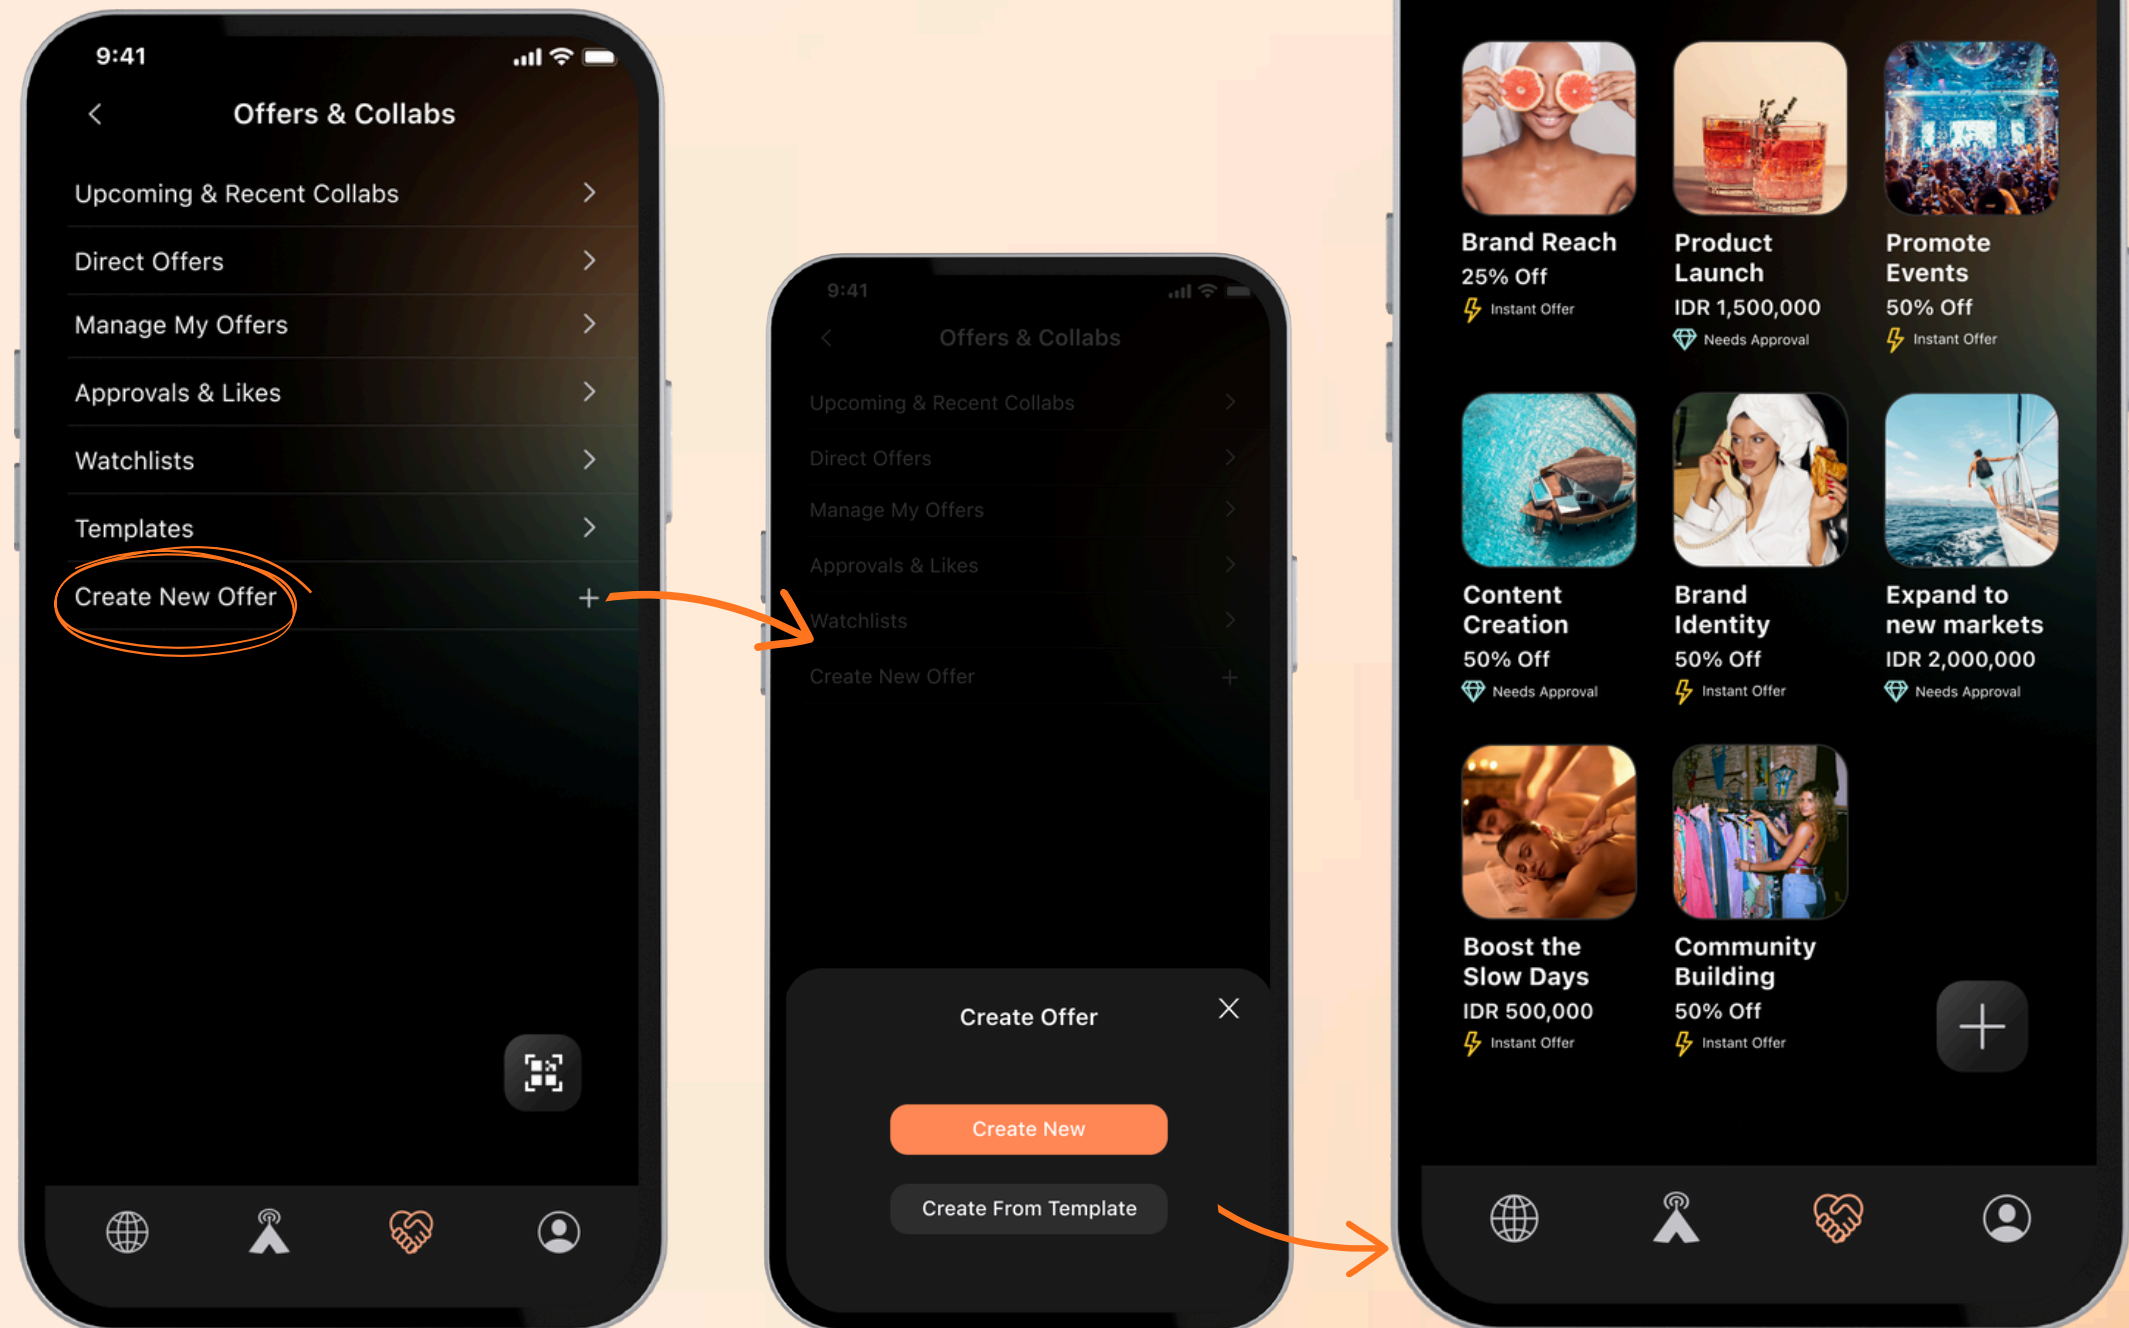 9:41
Offers & Collabs
Upcoming & Recent Collabs
Direct Offers
Manage My Offers
Approvals & Likes
Watchlists
Templates
Create New Offer
9:41
Offers & Collabs
Upcoming & Recent Collabs
Direct Offers
Manage My Offers
Approvals & Likes
Watchlists
Create New Offer
Create Offer
Create New
Create From Template
Brand Reach
25% Off
Instant Offer
Product
Launch
IDR 1,500,000
Needs Approval
Promote
Events
50% Off
Instant Offer
Content
Creation
50% Off
Needs Approval
Brand
Identity
50% Off
Instant Offer
Expand to
new markets
IDR 2,000,000
Needs Approval
Boost the
Slow Days
IDR 500,000
Instant Offer
Community
Building
50% Off
Instant Offer